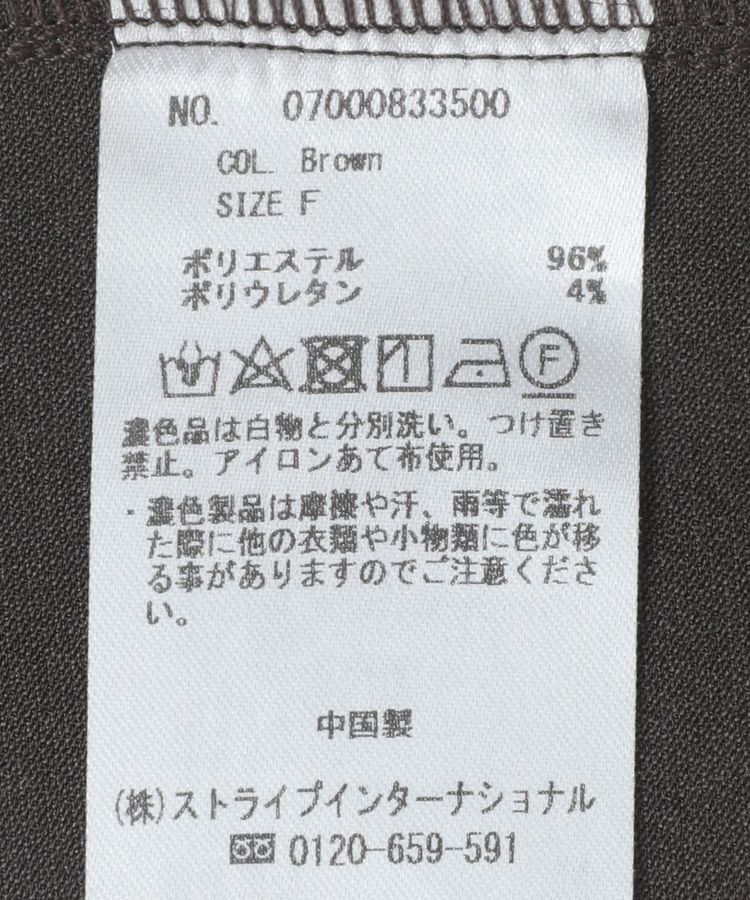 NO. 07000833500
COL. Brown
SIZE F
ポリエステル 96%
ポリウレタン 4%
F
濃色品は白物と分別洗い。つけ置き
禁止。アイロンあて布使用。
・濃色製品は摩擦や汗、雨等で濡れ
た際に他の衣類や小物類に色が移
る事がありますのでご注意くださ
い。
中国製
(株)ストライプインターナショナル
0120-659-591